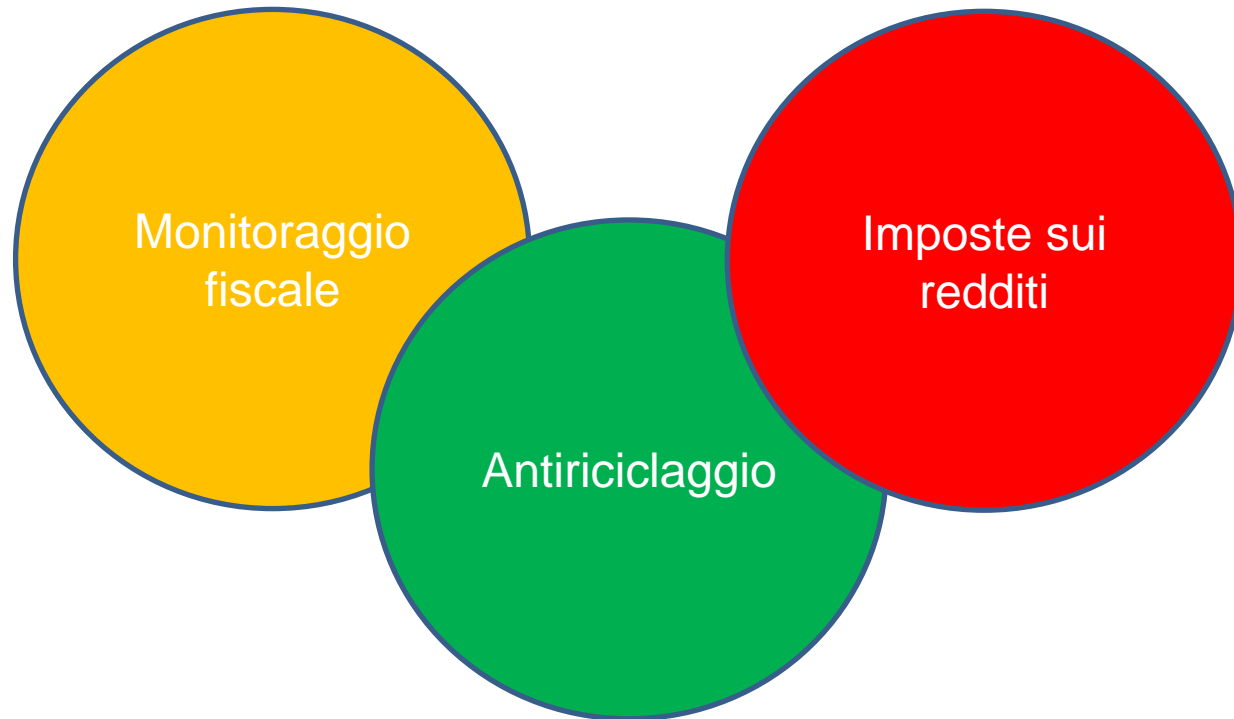 Monitoraggio
fiscale
Imposte sui
redditi
Antiriciclaggio